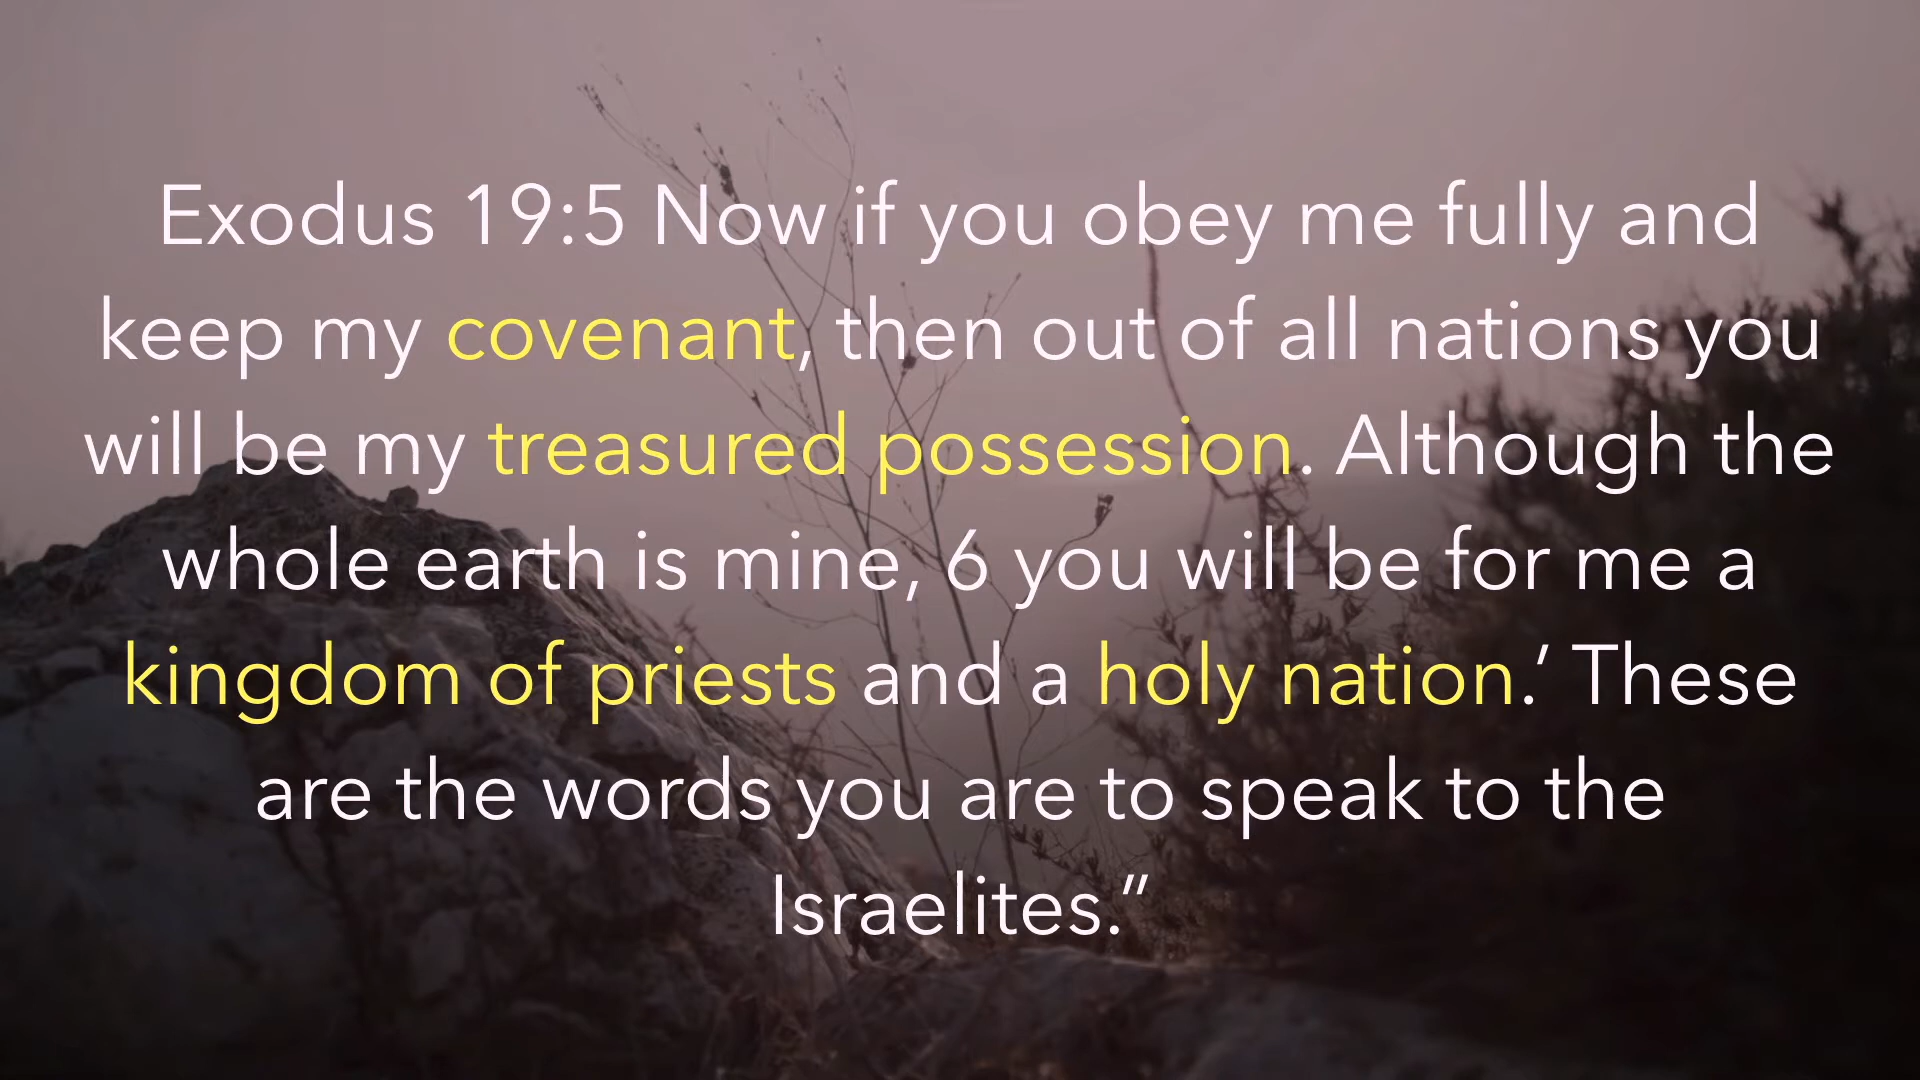 Exodus 19:5 Now if you obey me fully and
keep my covenant, then out of all nations you
will be my treasured possession. Although the
whole earth is mine, 6 you will be for me a
kingdom of priests and a holy nation.’ These
are the words you are to speak to the
Israelites.”